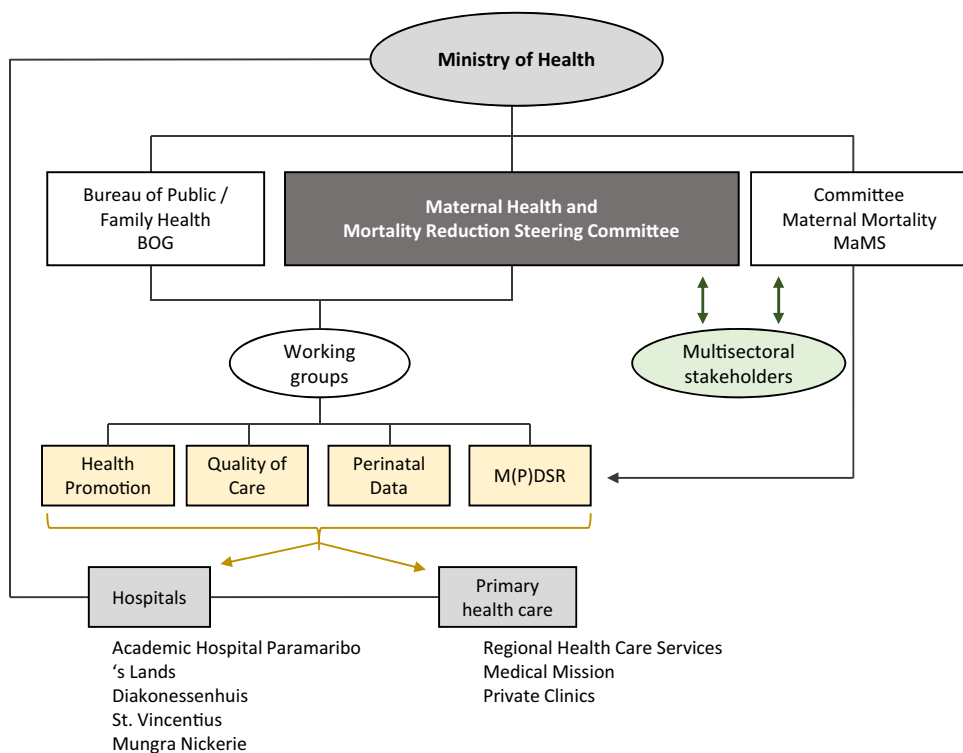 Ministry of Health
Bureau of Public /
Family Health
BOG
Maternal Health and
Mortality Reduction Steering Committee
Committee
Maternal Mortality
MaMS
Working
groups
Multisectoral
stakeholders
Health
Promotion
Quality of
Care
Perinatal
Data
M(P)DSR
Hospitals
Primary
health care
Academic Hospital Paramaribo
‘s Lands
Diakonessenhuis
St. Vincentius
Mungra Nickerie
Regional Health Care Services
Medical Mission
Private Clinics